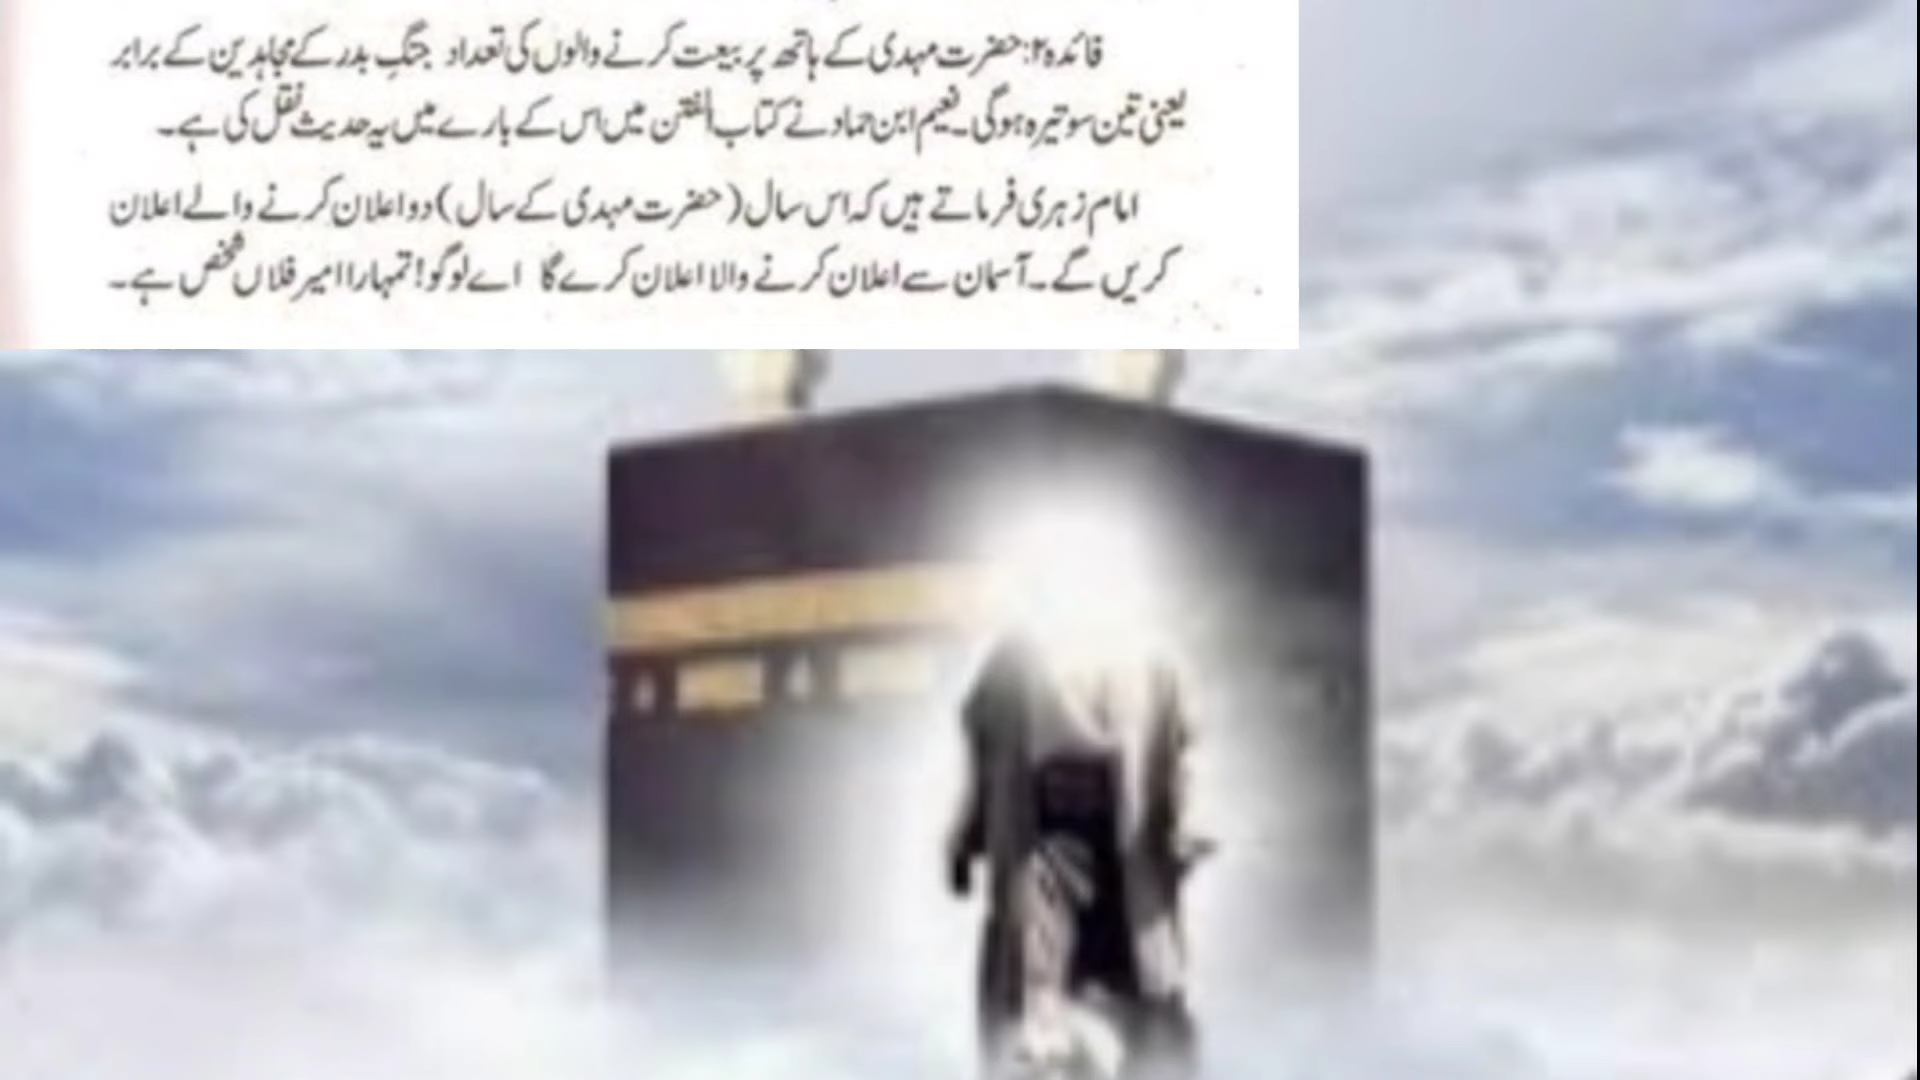 فائدہ۲: حضرت مہدی کے ہاتھ پر بیعت کرنے والوں کی تعداد جنگِ بدر کے مجاہدین کے برابر
یعنی تین سو تیرہ ہوگی۔ نعیم ابن حماد نے کتاب الفتن میں اس کے بارے میں یہ حدیث نقل کی ہے۔
امام زہری فرماتے ہیں کہ اس سال (حضرت مہدی کے سال) دو اعلان کرنے والے اعلان
کریں گے۔ آسمان سے اعلان کرنے والا اعلان کرے گا اے لوگو! تمہارا امیر فلاں شخص ہے۔